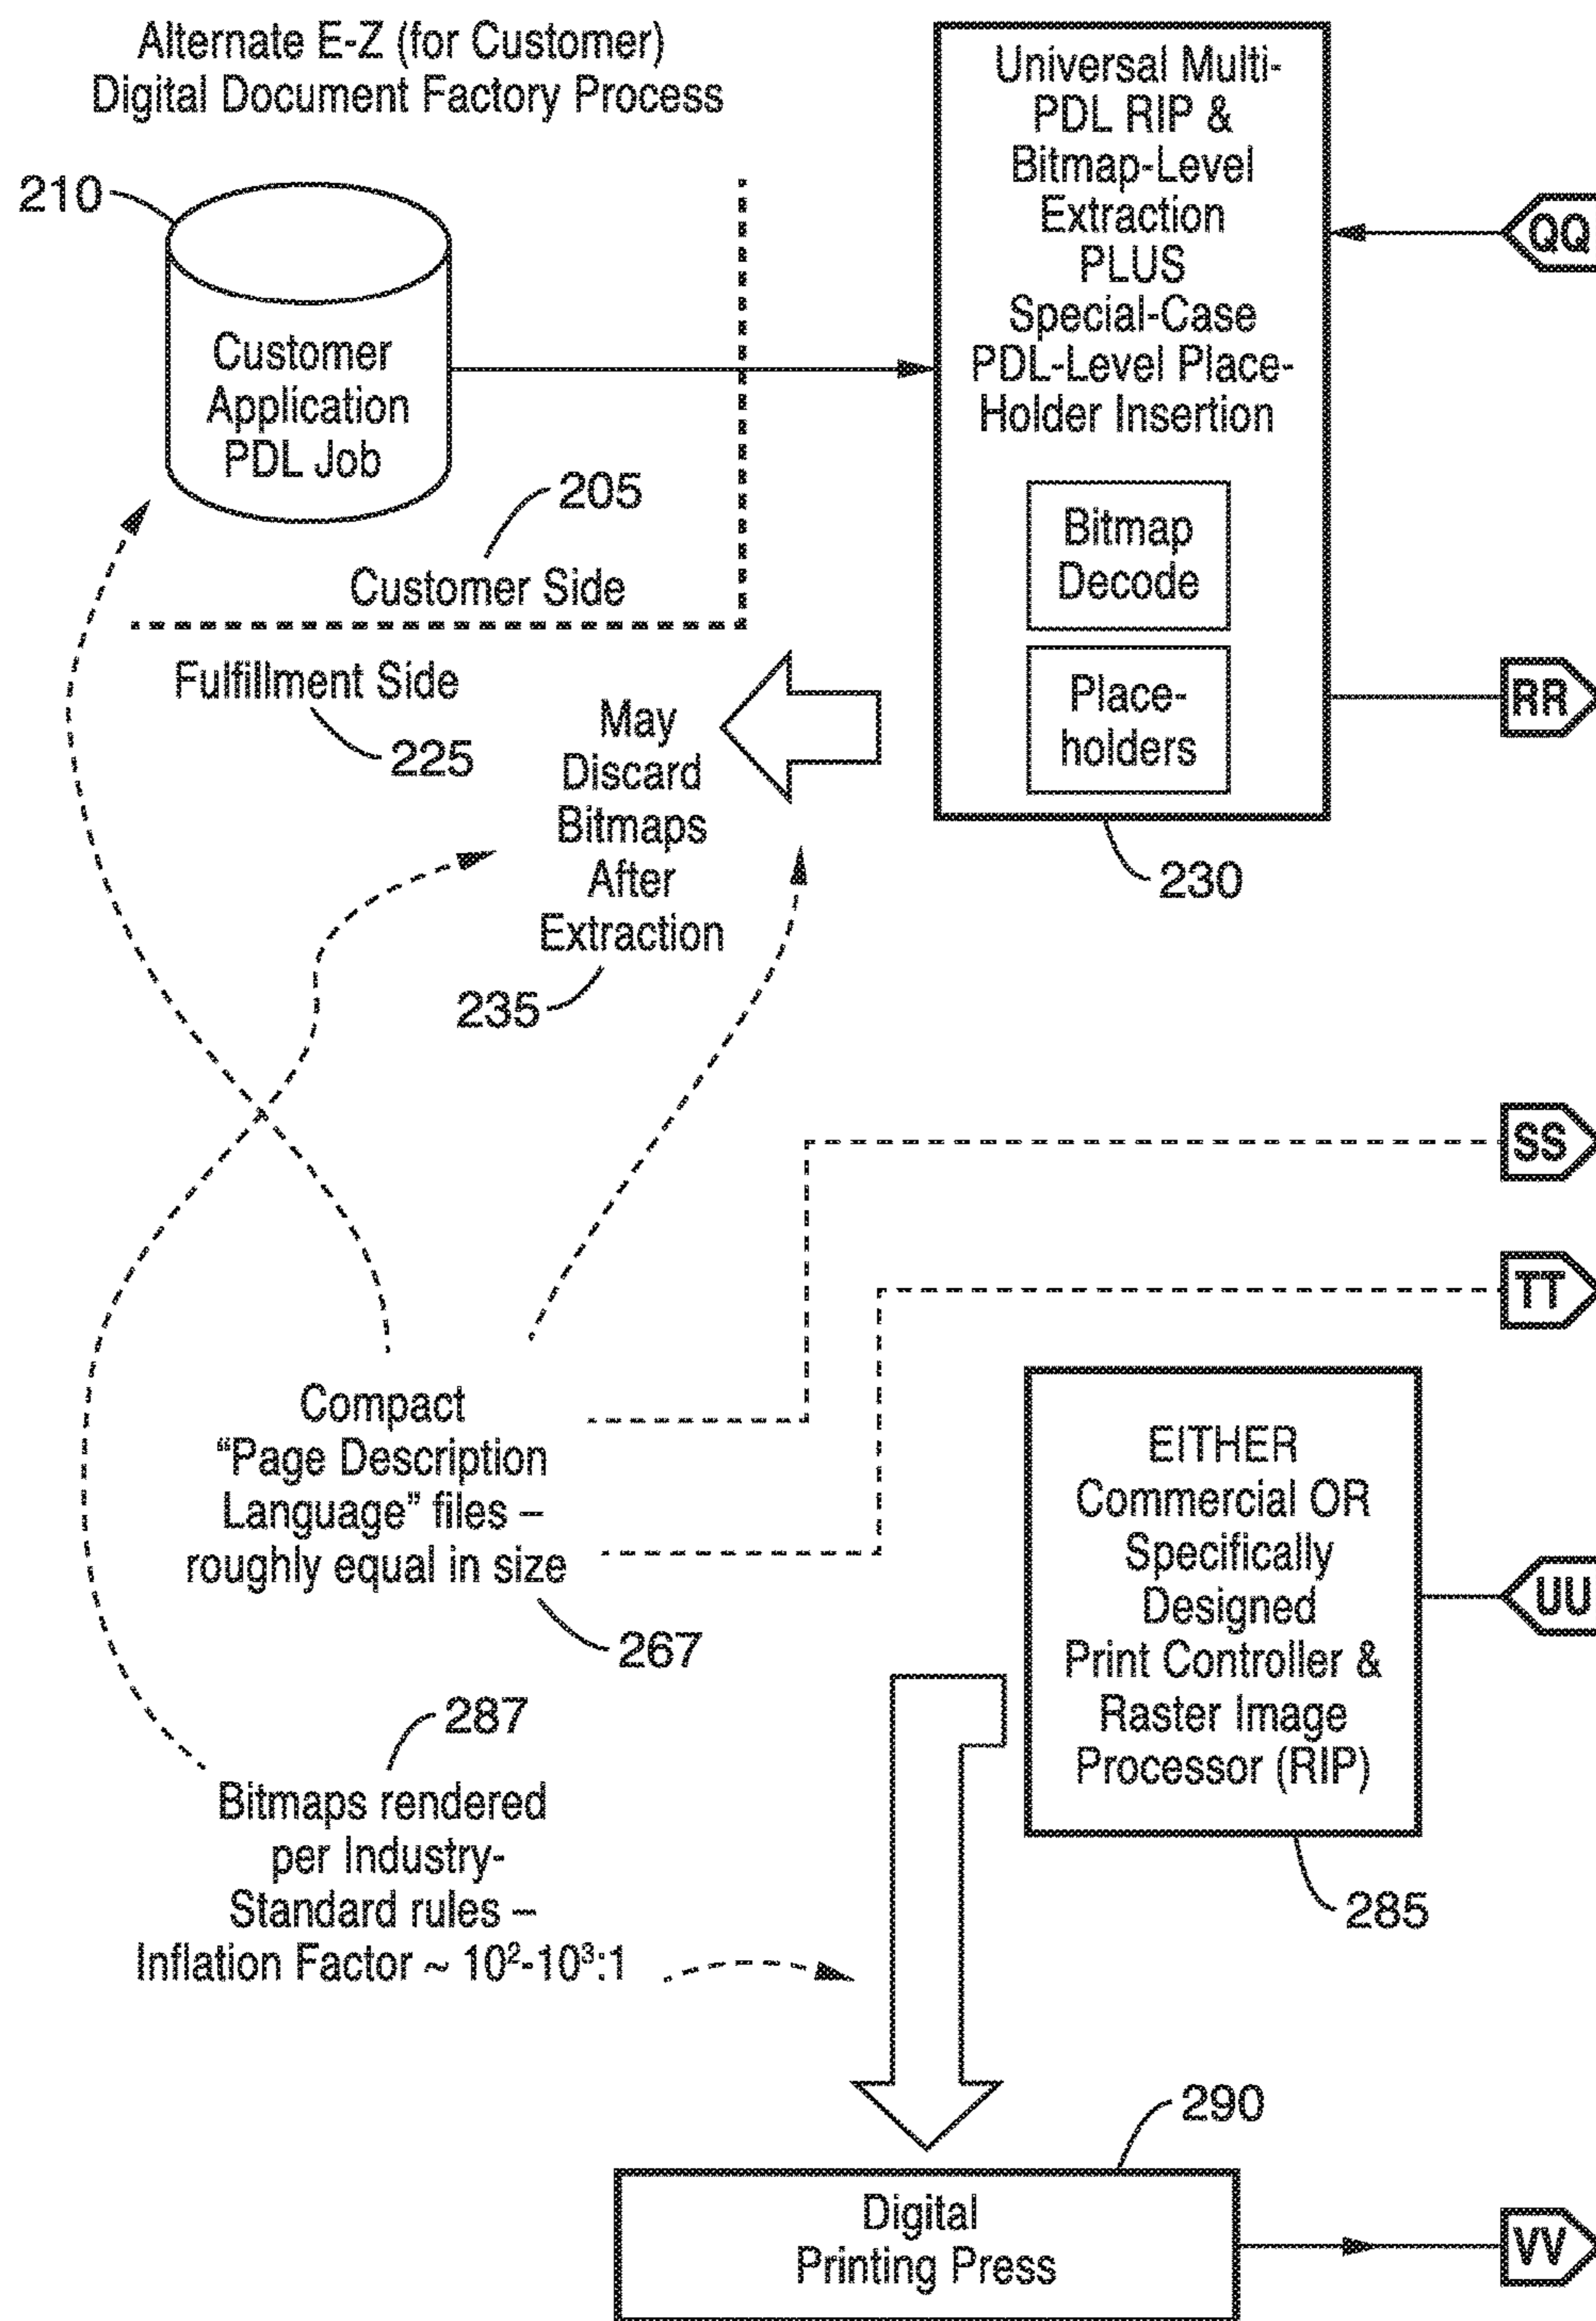 Alternate E-Z (for Customer)
Digital Document Factory Process
210
Customer
Application
PDL Job
205
Customer Side
Fulfillment Side
225
Universal Multi-
PDL RIP &
Bitmap-Level
Extraction
PLUS
Special-Case
PDL-Level Place-
Holder Insertion
Bitmap
Decode
Place-
holders
230
QQ
RR
May
Discard
Bitmaps
After
Extraction
235
SS
TT
Compact
“Page Description
Language” files –
roughly equal in size
267
EITHER
Commercial OR
Specifically
Designed
Print Controller &
Raster Image
Processor (RIP)
285
UU
287
Bitmaps rendered
per Industry-
Standard rules –
Inflation Factor ~ 10²-10³:1
290
Digital
Printing Press
VV